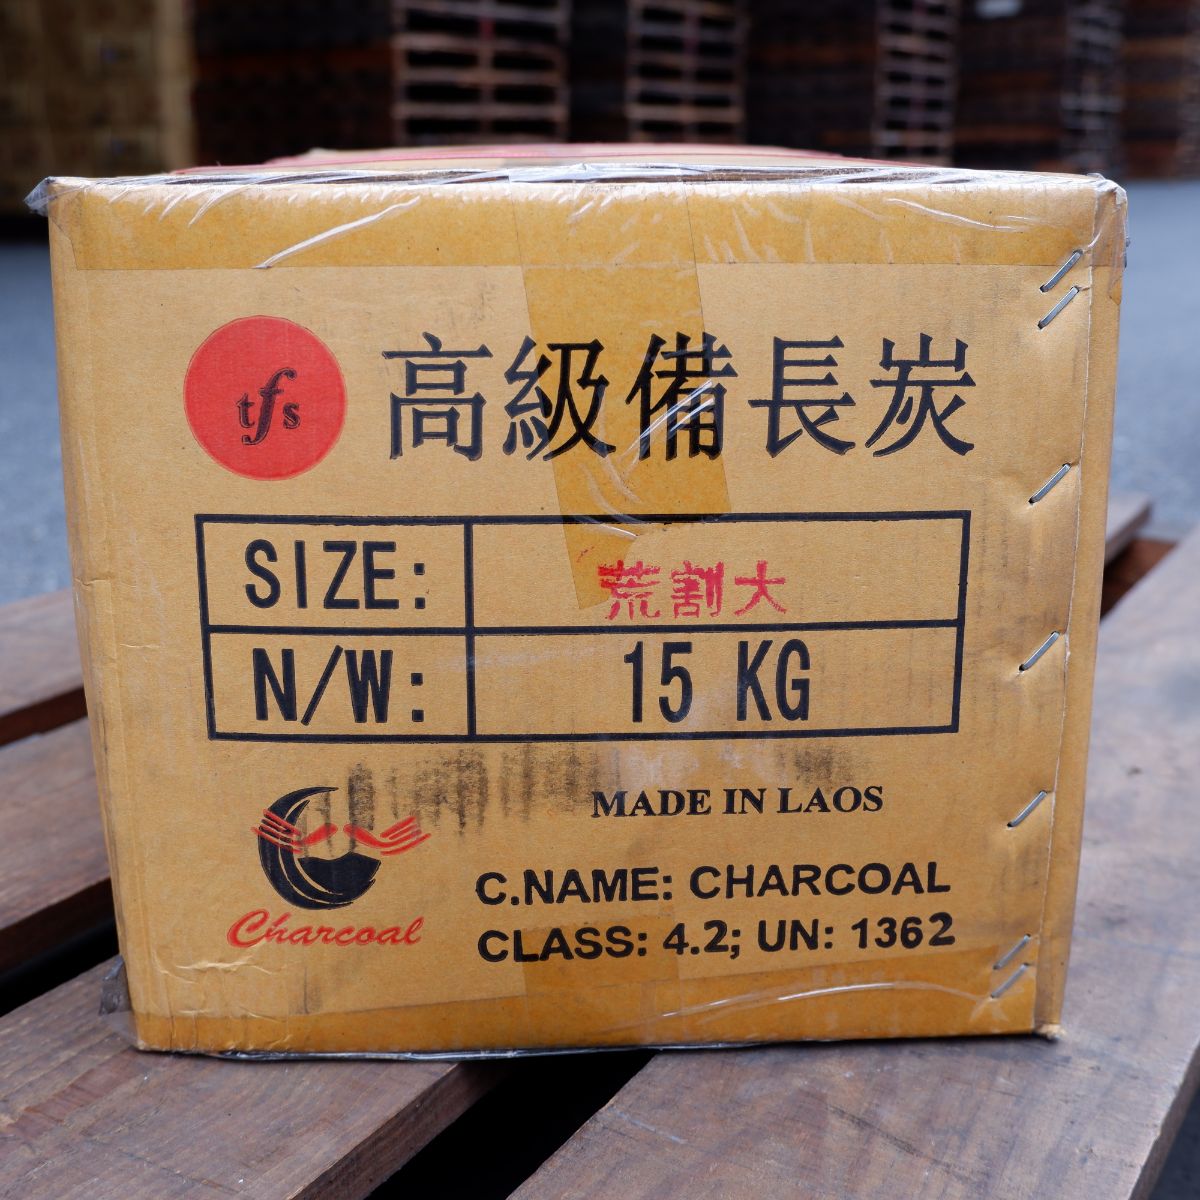 tfs
高級備長炭
SIZE: 荒割大
N/W: 15 KG
MADE IN LAOS
Charcoal
C.NAME: CHARCOAL
CLASS: 4.2; UN: 1362